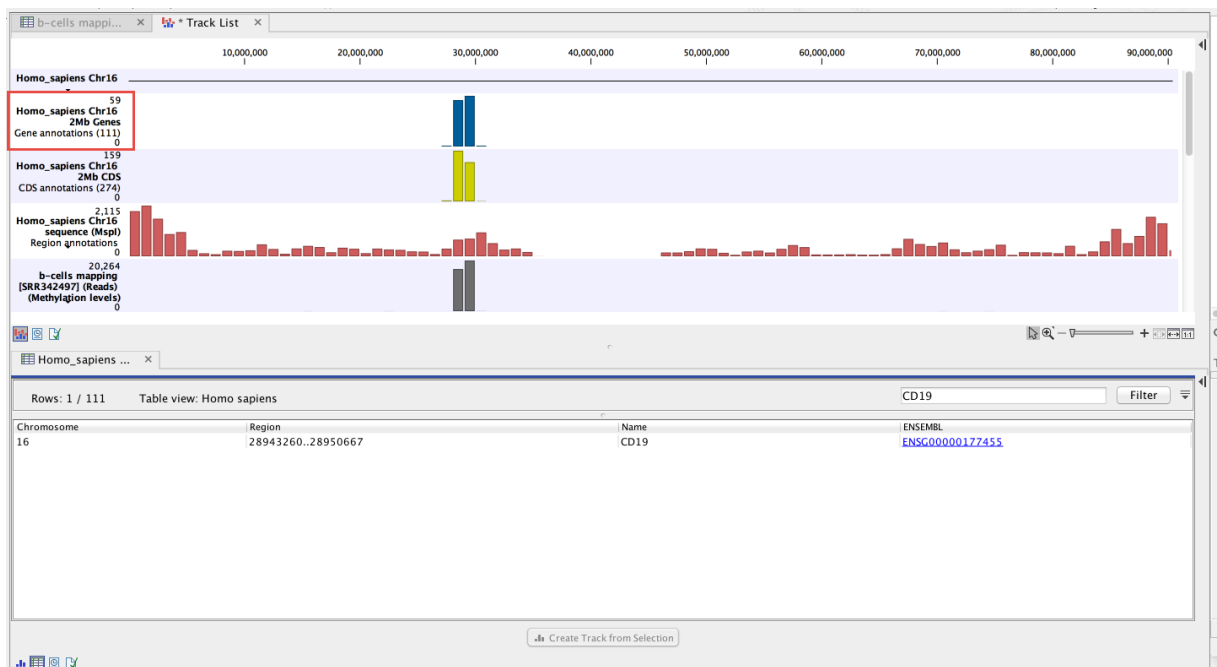 b-cells mappi... × * Track List ×
10,000,000 20,000,000 30,000,000 40,000,000 50,000,000 60,000,000 70,000,000 80,000,000 90,000,000
Homo_sapiens Chr16
59
Homo_sapiens Chr16
2Mb Genes
Gene annotations (111)
0
159
Homo_sapiens Chr16
2Mb CDS
CDS annotations (274)
0
2,115
Homo_sapiens Chr16
sequence (MspI)
Region annotations
0
20,264
b-cells mapping
[SRR342497] (Reads)
(Methylation levels)
0
1:1
Homo_sapiens ... ×
Rows: 1 / 111 Table view: Homo sapiens CD19 Filter
Chromosome Region Name ENSEMBL
16 28943260..28950667 CD19 ENSG00000177455
Create Track from Selection